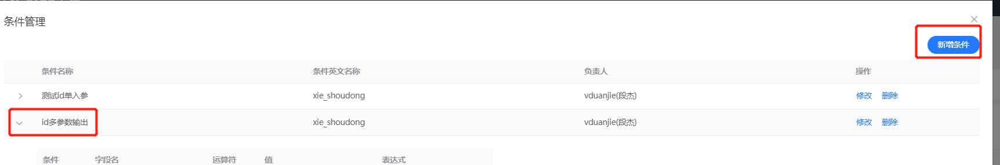 条件管理
新增条件
条件名称 条件英文名称 负责人 操作
测试id单入参 xie_shoudong vduanjie(段杰) 修改 删除
id多参数输出 xie_shoudong vduanjie(段杰) 修改 删除
条件 字段名 运算符 值 表达式